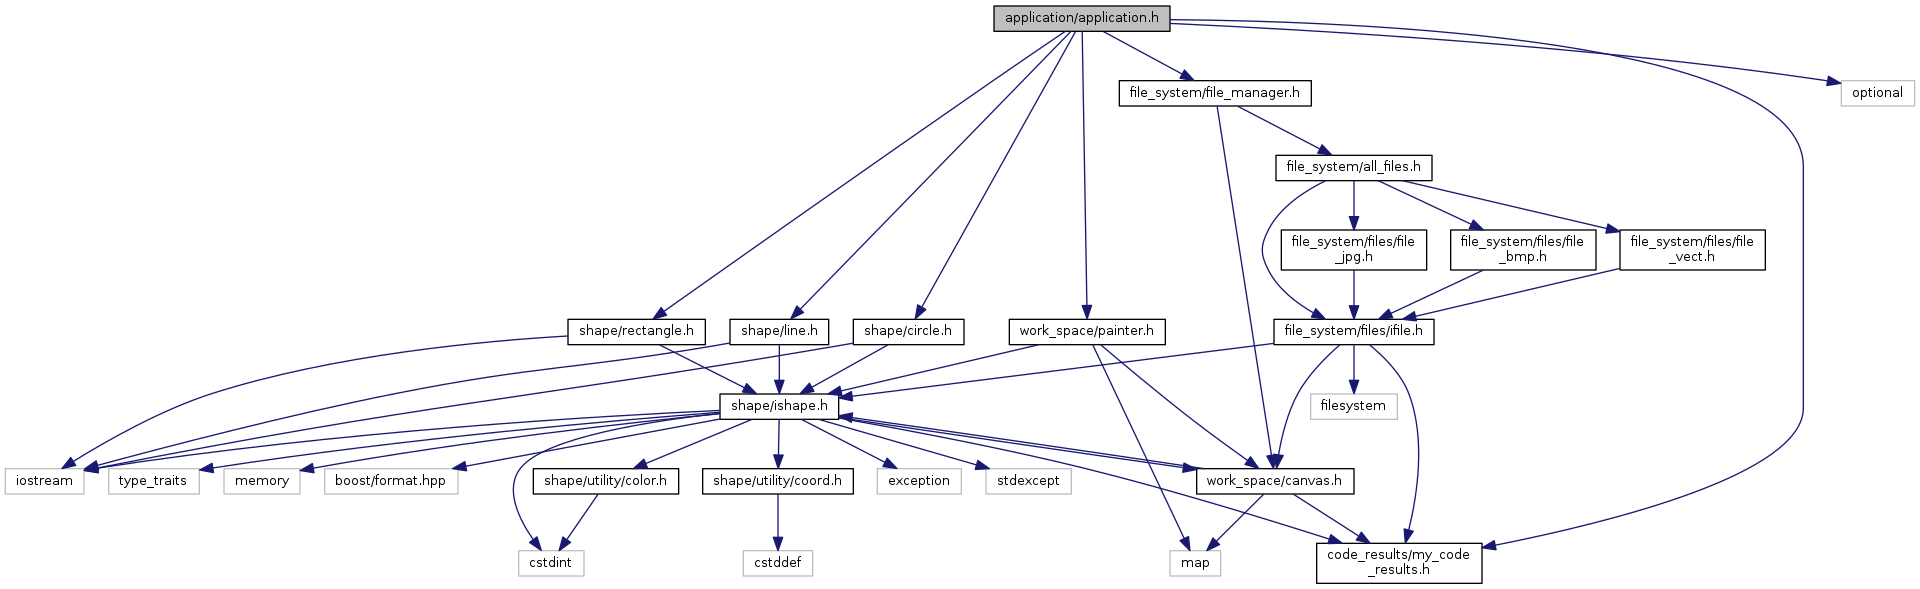 application/application.h
file_system/file_manager.h
optional
file_system/all_files.h
file_system/files/file
_jpg.h
file_system/files/file
_bmp.h
file_system/files/file
_vect.h
shape/rectangle.h
shape/line.h
shape/circle.h
work_space/painter.h
file_system/files/ifile.h
shape/ishape.h
filesystem
iostream
type_traits
memory
boost/format.hpp
shape/utility/color.h
shape/utility/coord.h
exception
stdexcept
work_space/canvas.h
cstdint
cstddef
map
code_results/my_code
_results.h